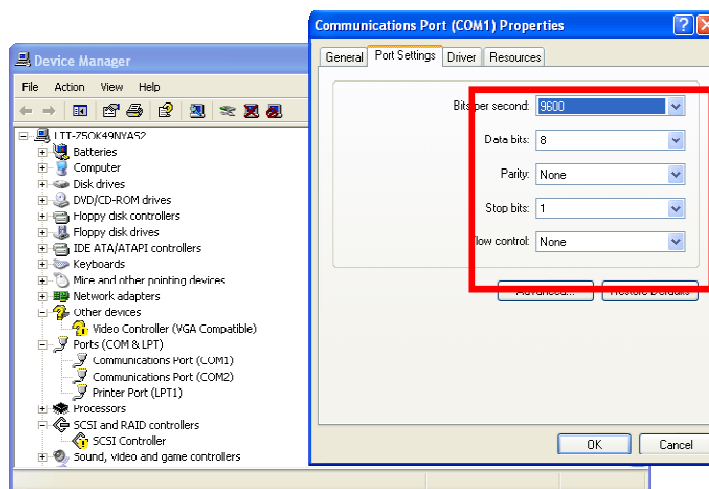 Communications Port (COM1) Properties
General Port Settings Driver Resources
Bits per second: 9600
Data bits: 8
Parity: None
Stop bits: 1
Flow control: None
Advanced... Restore Defaults
OK Cancel
Device Manager
File Action View Help
Batteries
Computer
Disk drives
DVD/CD-ROM drives
Floppy disk controllers
Floppy disk drives
IDE ATA/ATAPI controllers
Keyboards
Mice and other pointing devices
Network adapters
Other devices
Video Controller (VGA Compatible)
Ports (COM & LPT)
Communications Port (COM1)
Communications Port (COM2)
Printer Port (LPT1)
Processors
SCSI and RAID controllers
SCSI Controller
Sound, video and game controllers